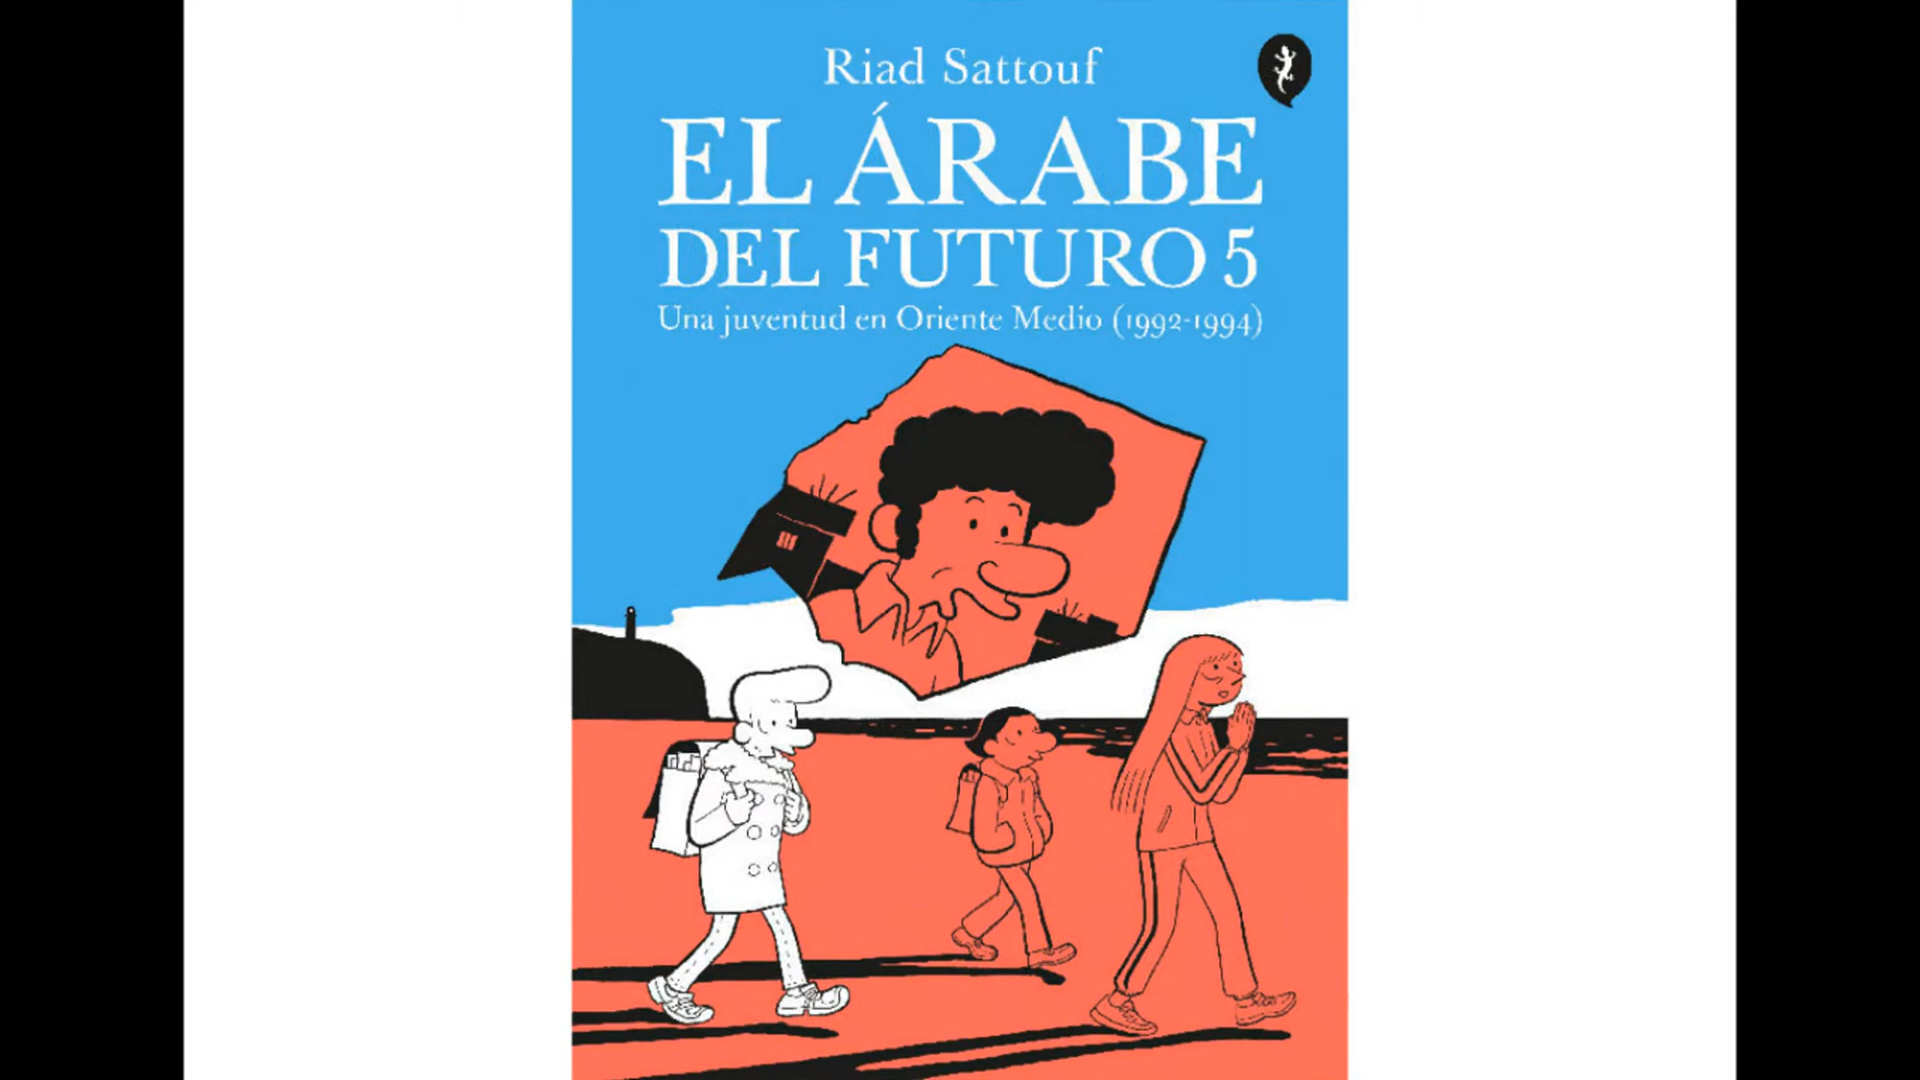 Riad Sattouf
EL ÁRABE
DEL FUTURO 5
Una juventud en Oriente Medio (1992-1994)